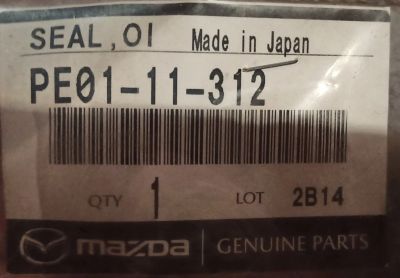 SEAL, OI Made in Japan
PE01-11-312
QTY 1 LOT 2B14
mazda GENUINE PARTS